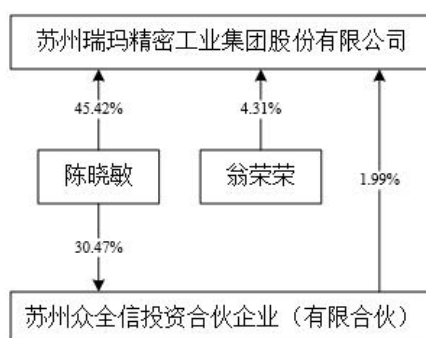 苏州瑞玛精密工业集团股份有限公司
45.42%
4.31%
陈晓敏
翁荣荣
1.99%
30.47%
苏州众全信投资合伙企业（有限合伙）